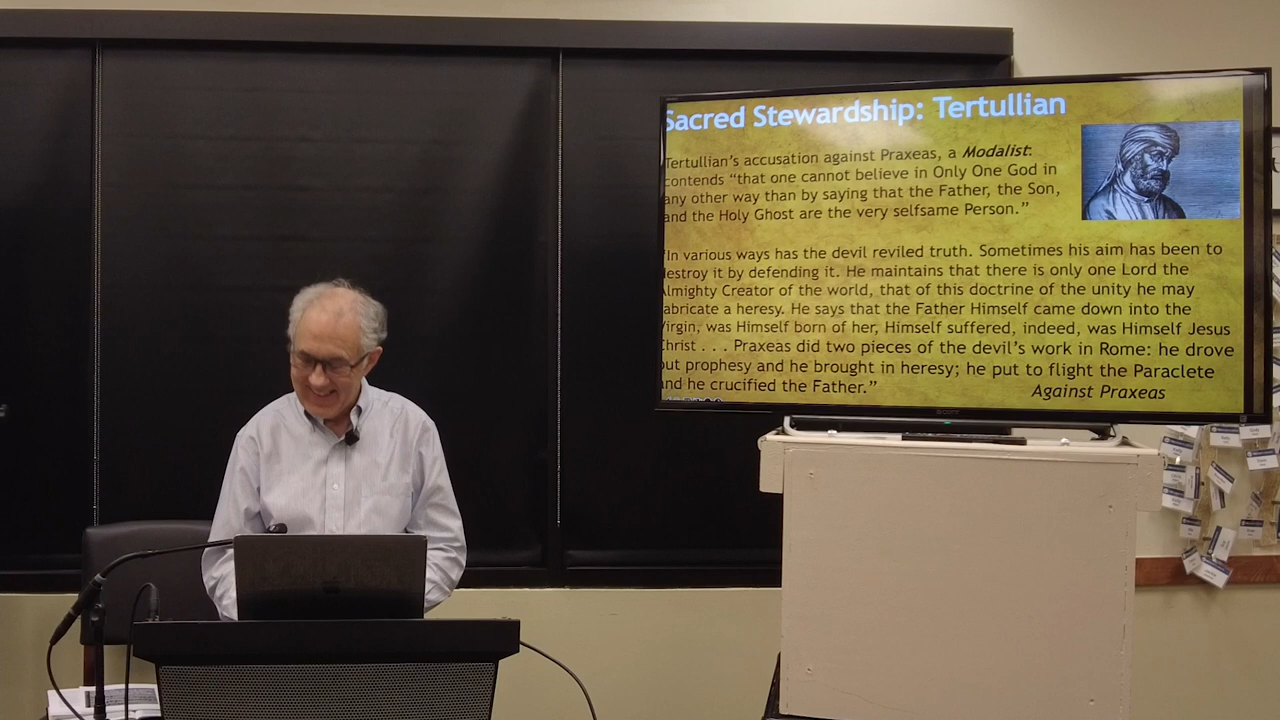 Sacred Stewardship: Tertullian
Tertullian's accusation against Praxeas, a Modalist:
contends “that one cannot believe in Only One God in
any other way than by saying that the Father, the Son,
and the Holy Ghost are the very selfsame Person.”
“In various ways has the devil reviled truth. Sometimes his aim has been to
destroy it by defending it. He maintains that there is only one Lord the
Almighty Creator of the world, that of this doctrine of the unity he may
fabricate a heresy. He says that the Father Himself came down into the
Virgin, was Himself born of her, Himself suffered, indeed, was Himself Jesus
Christ . . . Praxeas did two pieces of the devil's work in Rome: he drove
out prophesy and he brought in heresy; he put to flight the Paraclete
and he crucified the Father.”
Against Praxeas
SONY